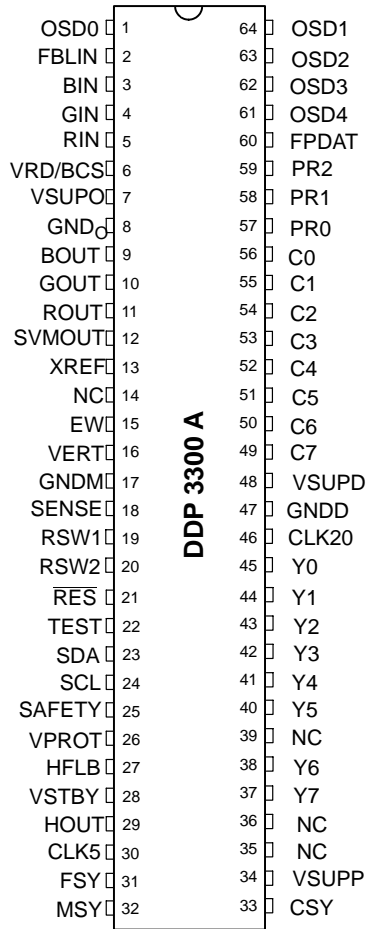 OSD0 1 64 OSD1
FBLIN 2 63 OSD2
BIN 3 62 OSD3
GIN 4 61 OSD4
RIN 5 60 FPDAT
VRD/BCS 6 59 PR2
VSUPO 7 58 PR1
GNDO 8 57 PR0
BOUT 9 56 C0
GOUT 10 55 C1
ROUT 11 54 C2
SVMOUT 12 53 C3
XREF 13 52 C4
NC 14 51 C5
EW 15 50 C6
VERT 16 49 C7
GNDM 17 48 VSUPD
SENSE 18 47 GNDD
RSW1 19 46 CLK20
RSW2 20 45 Y0
RES 21 44 Y1
TEST 22 43 Y2
SDA 23 42 Y3
SCL 24 41 Y4
SAFETY 25 40 Y5
VPROT 26 39 NC
HFLB 27 38 Y6
VSTBY 28 37 Y7
HOUT 29 36 NC
CLK5 30 35 NC
FSY 31 34 VSUPP
MSY 32 33 CSY
DDP 3300 A